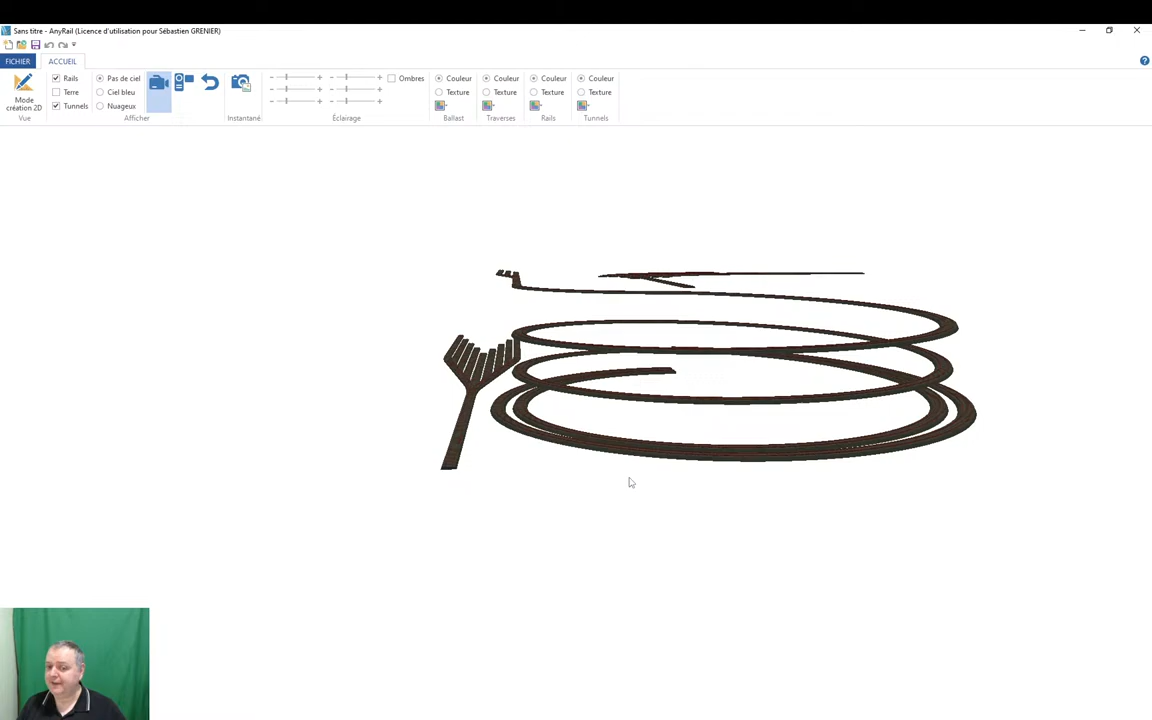 Sans titre - AnyRail (Licence d'utilisation pour Sébastien GRENIER)
FICHIER
ACCUEIL
Mode
création 2D
Vue
Rails
Terre
Tunnels
Pas de ciel
Ciel bleu
Nuageux
Afficher
Instantané
Ombres
Éclairage
Couleur
Texture
Ballast
Couleur
Texture
Traverses
Couleur
Texture
Rails
Couleur
Texture
Tunnels